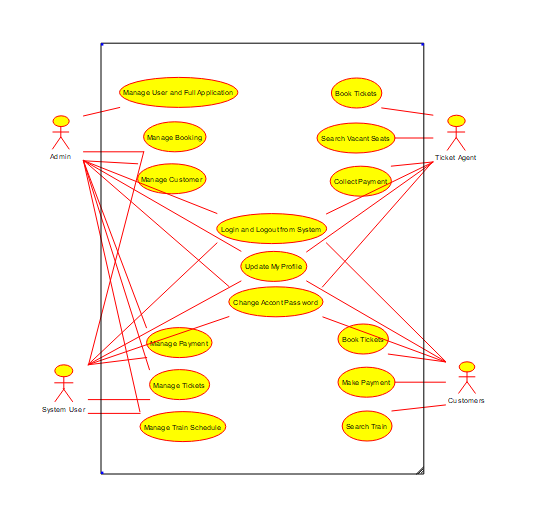 Manage User and Full Application
Book Tickets
Manage Booking
Search Vacant Seats
Admin
Ticket Agent
Manage Customer
Collect Payment
Login and Logout from System
Update My Profile
Change Accont Password
Manage Payment
Book Tickets
Manage Tickets
Make Payment
System User
Customers
Manage Train Schedule
Search Train